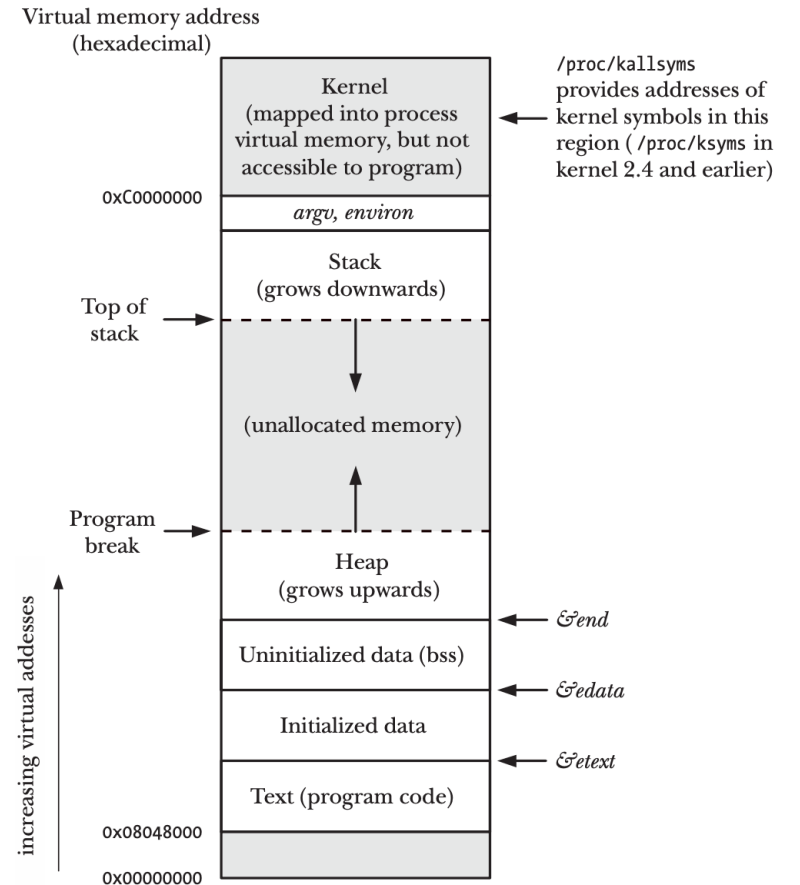 Virtual memory address
(hexadecimal)
Kernel
(mapped into process
virtual memory, but not
accessible to program)
/proc/kallsyms
provides addresses of
kernel symbols in this
region (/proc/ksyms in
kernel 2.4 and earlier)
0xC0000000
argv, environ
Stack
(grows downwards)
Top of
stack
(unallocated memory)
Program
break
Heap
(grows upwards)
&end
Uninitialized data (bss)
&edata
Initialized data
&etext
Text (program code)
0x08048000
0x00000000
increasing virtual addesses